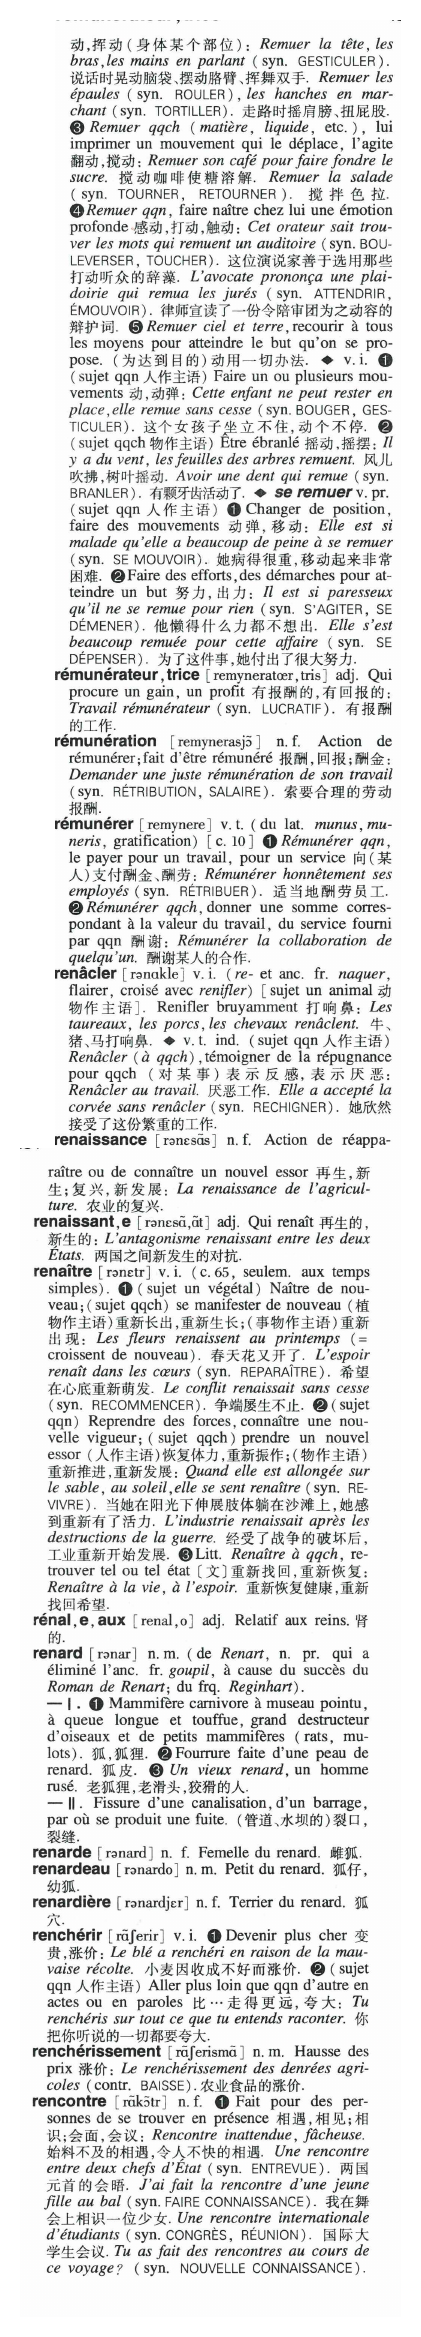 动,挥动(身体某个部位): Remuer la tête, les
bras, les mains en parlant (syn. GESTICULER).
说话时晃动脑袋、摆动胳臂、挥舞双手. Remuer les
épaules (syn. ROULER), les hanches en mar-
chant (syn. TORTILLER). 走路时摇肩膀、扭屁股.
❸ Remuer qqch (matière, liquide, etc.), lui
imprimer un mouvement qui le déplace, l'agite
翻动,搅动: Remuer son café pour faire fondre le
sucre. 搅动咖啡使糖溶解. Remuer la salade
(syn. TOURNER, RETOURNER). 搅拌色拉.
❹ Remuer qqn, faire naître chez lui une émotion
profonde 感动,打动,触动: Cet orateur sait trou-
ver les mots qui remuent un auditoire (syn. BOU-
LEVERSER, TOUCHER). 这位演说家善于选用那些
打动听众的辞藻. L'avocate prononça une plai-
doirie qui remua les jurés (syn. ATTENDRIR,
ÉMOUVOIR). 律师宣读了一份令陪审团为之动容的
辩护词. ❺ Remuer ciel et terre, recourir à tous
les moyens pour atteindre le but qu'on se pro-
pose. (为达到目的)动用一切办法. ◆ v. i. ❶
(sujet qqn 人作主语) Faire un ou plusieurs mou-
vements 动,动弹: Cette enfant ne peut rester en
place, elle remue sans cesse (syn. BOUGER, GES-
TICULER). 这个女孩子坐立不住,动个不停. ❷
(sujet qqch 物作主语) Être ébranlé 摇动,摇摆: Il
y a du vent, les feuilles des arbres remuent. 风儿
吹拂,树叶摇动. Avoir une dent qui remue (syn.
BRANLER). 有颗牙齿活动了. ◆ se remuer v. pr.
(sujet qqn 人作主语) ❶ Changer de position,
faire des mouvements 动弹,移动: Elle est si
malade qu'elle a beaucoup de peine à se remuer
(syn. SE MOUVOIR). 她病得很重,移动起来非常
困难. ❷ Faire des efforts, des démarches pour at-
teindre un but 努力,出力: Il est si paresseux
qu'il ne se remue pour rien (syn. S'AGITER, SE
DÉMENER). 他懒得什么力都不想出. Elle s'est
beaucoup remuée pour cette affaire (syn. SE
DÉPENSER). 为了这件事,她付出了很大努力.
rémunérateur, trice [remyneratœr, tris] adj. Qui
procure un gain, un profit 有报酬的,有回报的:
Travail rémunérateur (syn. LUCRATIF). 有报酬
的工作.
rémunération [remynerasjɔ̃] n. f. Action de
rémunérer; fait d'être rémunéré 报酬,回报;酬金:
Demander une juste rémunération de son travail
(syn. RÉTRIBUTION, SALAIRE). 索要合理的劳动
报酬.
rémunérer [remynere] v. t. (du lat. munus, mu-
neris, gratification) [c. 10] ❶ Rémunérer qqn,
le payer pour un travail, pour un service 向(某
人)支付酬金、酬劳: Rémunérer honnêtement ses
employés (syn. RÉTRIBUER). 适当地酬劳员工.
❷ Rémunérer qqch, donner une somme corres-
pondant à la valeur du travail, du service fourni
par qqn 酬谢: Rémunérer la collaboration de
quelqu'un. 酬谢某人的合作.
renâcler [rənɑkle] v. i. (re- et anc. fr. naquer,
flairer, croisé avec renifler) [sujet un animal 动
物作主语]. Renifler bruyamment 打响鼻: Les
taureaux, les porcs, les chevaux renâclent. 牛、
猪、马打响鼻. ◆ v. t. ind. (sujet qqn 人作主语)
Renâcler (à qqch), témoigner de la répugnance
pour qqch (对某事)表示反感,表示厌恶:
Renâcler au travail. 厌恶工作. Elle a accepté la
corvée sans renâcler (syn. RECHIGNER). 她欣然
接受了这份繁重的工作.
renaissance [rənɛsɑ̃s] n. f. Action de réappa-
raître ou de connaître un nouvel essor 再生,新
生;复兴,新发展: La renaissance de l'agricul-
ture. 农业的复兴.
renaissant, e [rənɛsɑ̃, ɑ̃t] adj. Qui renaît 再生的,
新生的: L'antagonisme renaissant entre les deux
États. 两国之间新发生的对抗.
renaître [rənɛtr] v. i. (c. 65, seulem. aux temps
simples). ❶ (sujet un végétal) Naître de nou-
veau; (sujet qqch) se manifester de nouveau (植
物作主语)重新长出,重新生长;(事物作主语)重新
出现: Les fleurs renaissent au printemps (=
croissent de nouveau). 春天花又开了. L'espoir
renaît dans les cœurs (syn. REPARAÎTRE). 希望
在心底重新萌发. Le conflit renaissait sans cesse
(syn. RECOMMENCER). 争端屡生不止. ❷ (sujet
qqn) Reprendre des forces, connaître une nou-
velle vigueur; (sujet qqch) prendre un nouvel
essor (人作主语)恢复体力,重新振作;(物作主语)
重新推进,重新发展: Quand elle est allongée sur
le sable, au soleil, elle se sent renaître (syn. RE-
VIVRE). 当她在阳光下伸展肢体躺在沙滩上,她感
到重新有了活力. L'industrie renaissait après les
destructions de la guerre. 经受了战争的破坏后,
工业重新开始发展. ❸ Litt. Renaître à qqch, re-
trouver tel ou tel état [文]重新找回,重新恢复:
Renaître à la vie, à l'espoir. 重新恢复健康,重新
找回希望.
rénal, e, aux [renal, o] adj. Relatif aux reins. 肾
的.
renard [rənar] n. m. (de Renart, n. pr. qui a
éliminé l'anc. fr. goupil, à cause du succès du
Roman de Renart; du frq. Reginhart).
— I. ❶ Mammifère carnivore à museau pointu,
à queue longue et touffue, grand destructeur
d'oiseaux et de petits mammifères (rats, mu-
lots). 狐,狐狸. ❷ Fourrure faite d'une peau de
renard. 狐皮. ❸ Un vieux renard, un homme
rusé. 老狐狸,老滑头,狡猾的人.
— II. Fissure d'une canalisation, d'un barrage,
par où se produit une fuite. (管道、水坝的)裂口,
裂缝.
renarde [rənard] n. f. Femelle du renard. 雌狐.
renardeau [rənardo] n. m. Petit du renard. 狐仔,
幼狐.
renardière [rənardjɛr] n. f. Terrier du renard. 狐
穴.
renchérir [rɑ̃ʃerir] v. i. ❶ Devenir plus cher 变
贵,涨价: Le blé a renchéri en raison de la mau-
vaise récolte. 小麦因收成不好而涨价. ❷ (sujet
qqn 人作主语) Aller plus loin que qqn d'autre en
actes ou en paroles 比…走得更远,夸大: Tu
renchéris sur tout ce que tu entends raconter. 你
把你听说的一切都要夸大.
renchérissement [rɑ̃ʃerismɑ̃] n. m. Hausse des
prix 涨价: Le renchérissement des denrées agri-
coles (contr. BAISSE). 农业食品的涨价.
rencontre [rɑ̃kɔ̃tr] n. f. ❶ Fait pour des per-
sonnes de se trouver en présence 相遇,相见;相
识;会面,会议: Rencontre inattendue, fâcheuse.
始料不及的相遇,令人不快的相遇. Une rencontre
entre deux chefs d'État (syn. ENTREVUE). 两国
元首的会晤. J'ai fait la rencontre d'une jeune
fille au bal (syn. FAIRE CONNAISSANCE). 我在舞
会上相识一位少女. Une rencontre internationale
d'étudiants (syn. CONGRÈS, RÉUNION). 国际大
学生会议. Tu as fait des rencontres au cours de
ce voyage? (syn. NOUVELLE CONNAISSANCE).